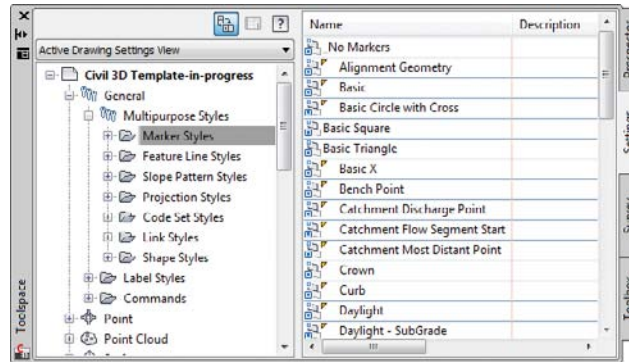 Active Drawing Settings View
Civil 3D Template-in-progress
General
Multipurpose Styles
Marker Styles
Feature Line Styles
Slope Pattern Styles
Projection Styles
Code Set Styles
Link Styles
Shape Styles
Label Styles
Commands
Point
Point Cloud
Toolspace
Name Description
_No Markers
Alignment Geometry
Basic
Basic Circle with Cross
Basic Square
Basic Triangle
Basic X
Bench Point
Catchment Discharge Point
Catchment Flow Segment Start
Catchment Most Distant Point
Crown
Curb
Daylight
Daylight - SubGrade
Prospector
Settings
Survey
Toolbox